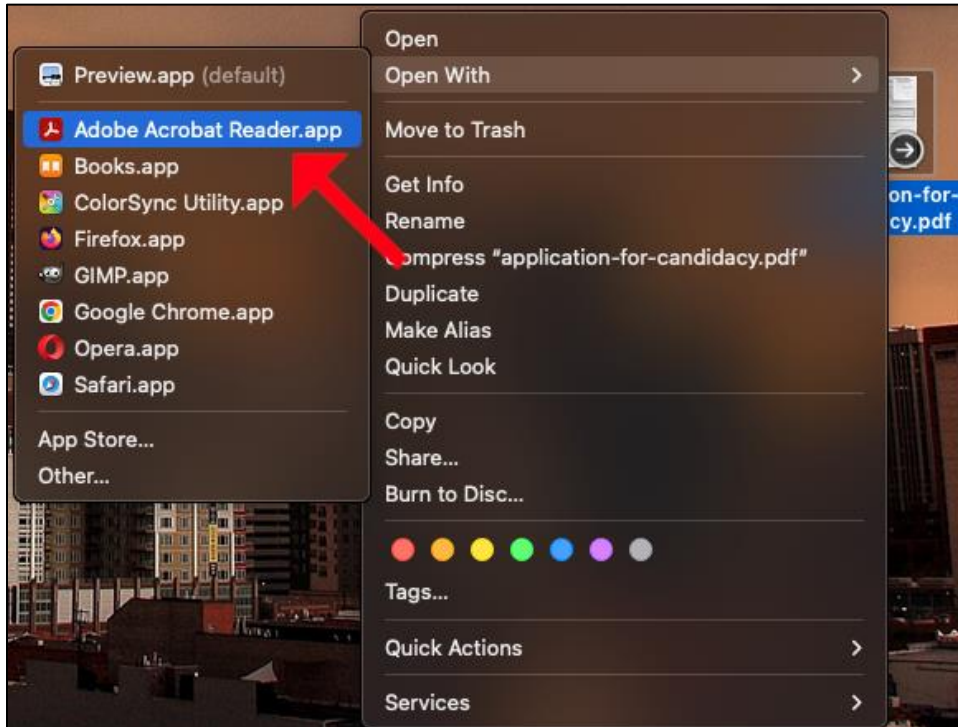 Preview.app (default)
Adobe Acrobat Reader.app
Books.app
ColorSync Utility.app
Firefox.app
GIMP.app
Google Chrome.app
Opera.app
Safari.app
App Store...
Other...
Open
Open With
Move to Trash
Get Info
Rename
Compress "application-for-candidacy.pdf"
Duplicate
Make Alias
Quick Look
Copy
Share...
Burn to Disc...
Tags...
Quick Actions
Services
on-for-
cy.pdf